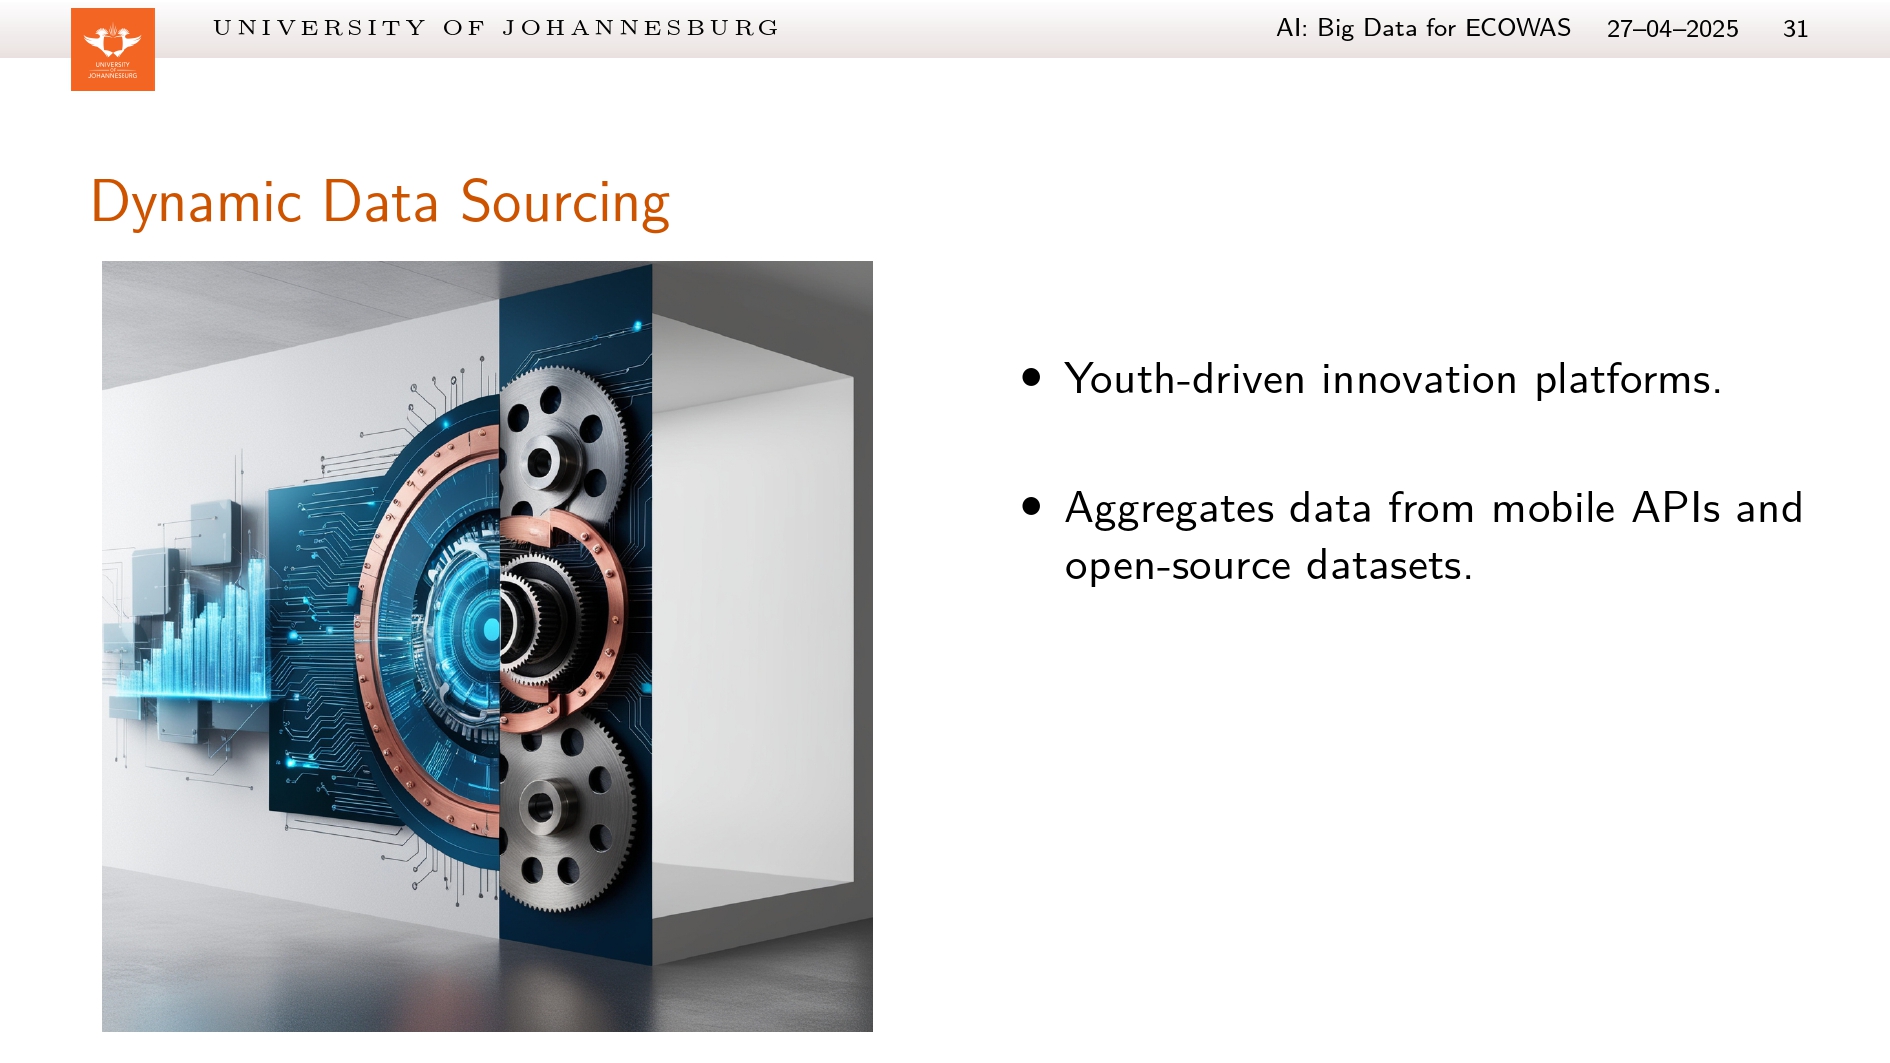 UNIVERSITY OF JOHANNESBURG
AI: Big Data for ECOWAS 27–04–2025 31
UNIVERSITY
OF
JOHANNESBURG
Dynamic Data Sourcing
• Youth-driven innovation platforms.
• Aggregates data from mobile APIs and
open-source datasets.